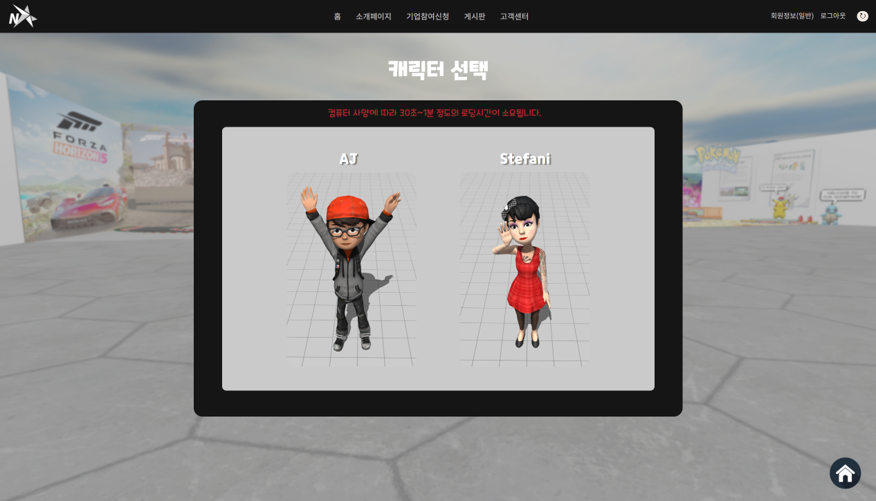 홈 소개페이지 기업참여신청 게시판 고객센터 회원정보(일반) 로그아웃
캐릭터 선택
컴퓨터 사양에 따라 30초~1분 정도의 로딩시간이 소요됩니다.
AJ Stefani
FORZA
HORIZON 5
Pokémon